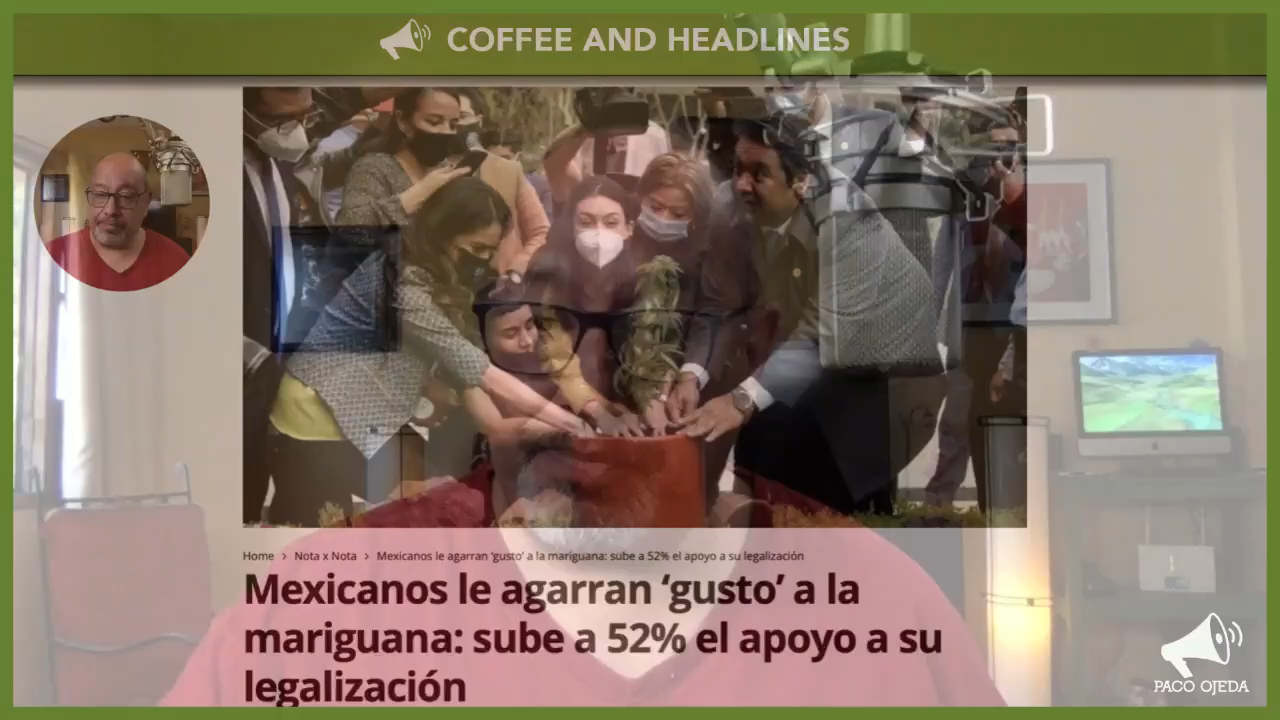 COFFEE AND HEADLINES
Home > Nota x Nota > Mexicanos le agarran ‘gusto’ a la mariguana: sube a 52% el apoyo a su legalización
Mexicanos le agarran ‘gusto’ a la
mariguana: sube a 52% el apoyo a su
legalización
PACO OJEDA